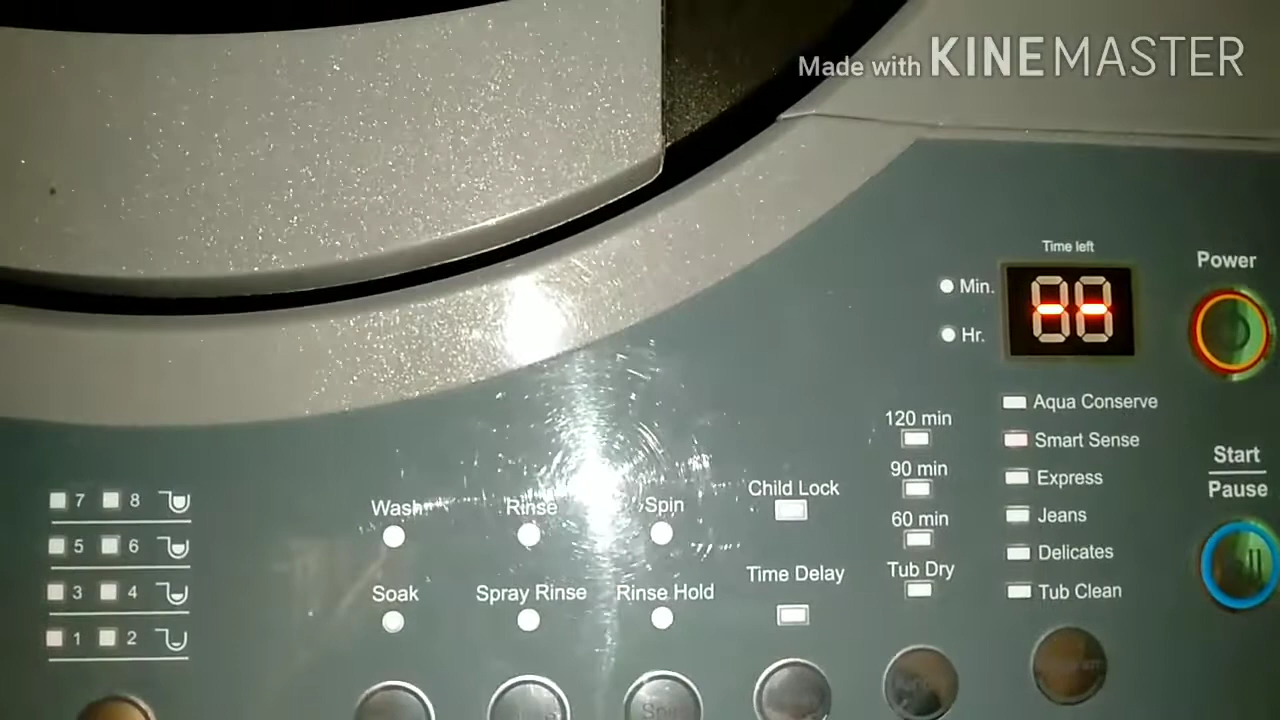 Made with KINEMASTER
Time left
Power
Min.
Hr.
--
Aqua Conserve
120 min
Smart Sense
Start
Pause
90 min
Express
Child Lock
7 8
Wash Rinse Spin
60 min
Jeans
5 6
Delicates
Time Delay
Tub Dry
3 4
Soak Spray Rinse Rinse Hold
Tub Clean
1 2